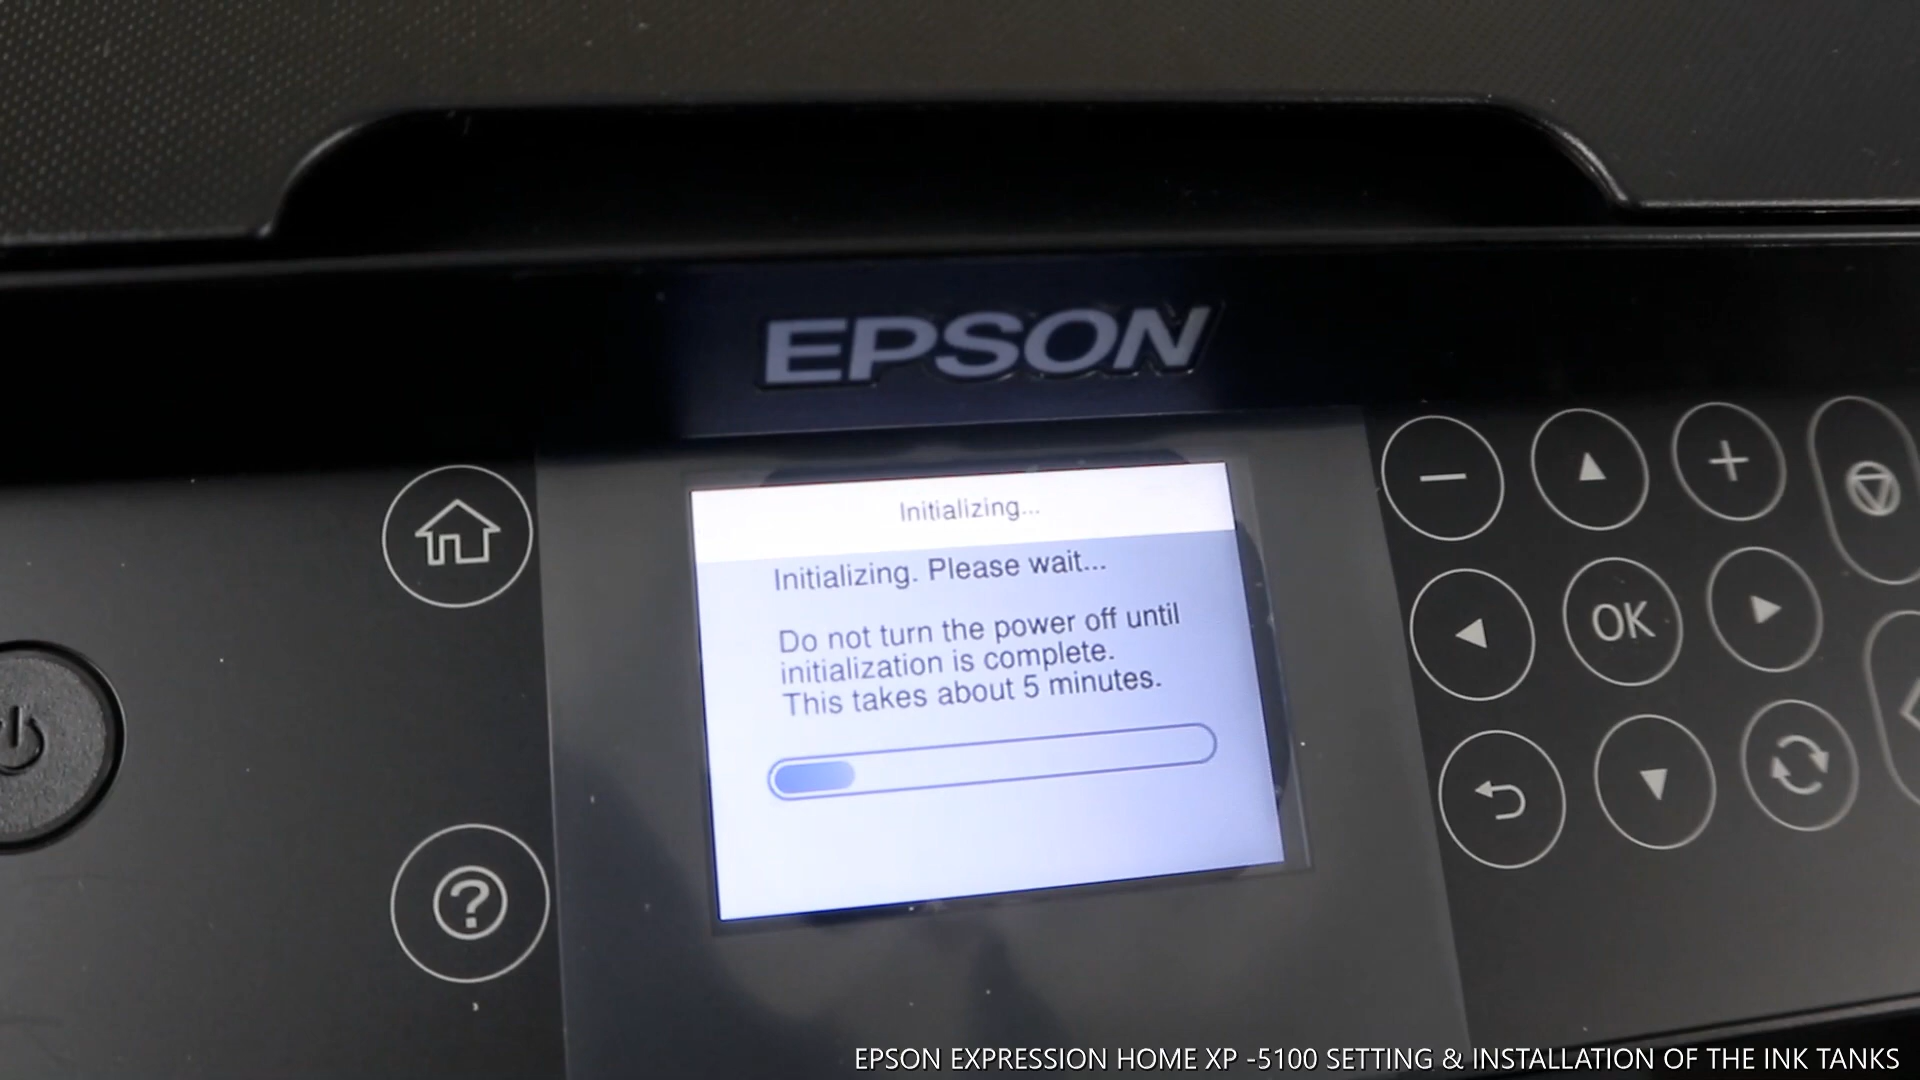 EPSON
Initializing...
Initializing. Please wait...
Do not turn the power off until
initialization is complete.
This takes about 5 minutes.
OK
EPSON EXPRESSION HOME XP -5100 SETTING & INSTALLATION OF THE INK TANKS